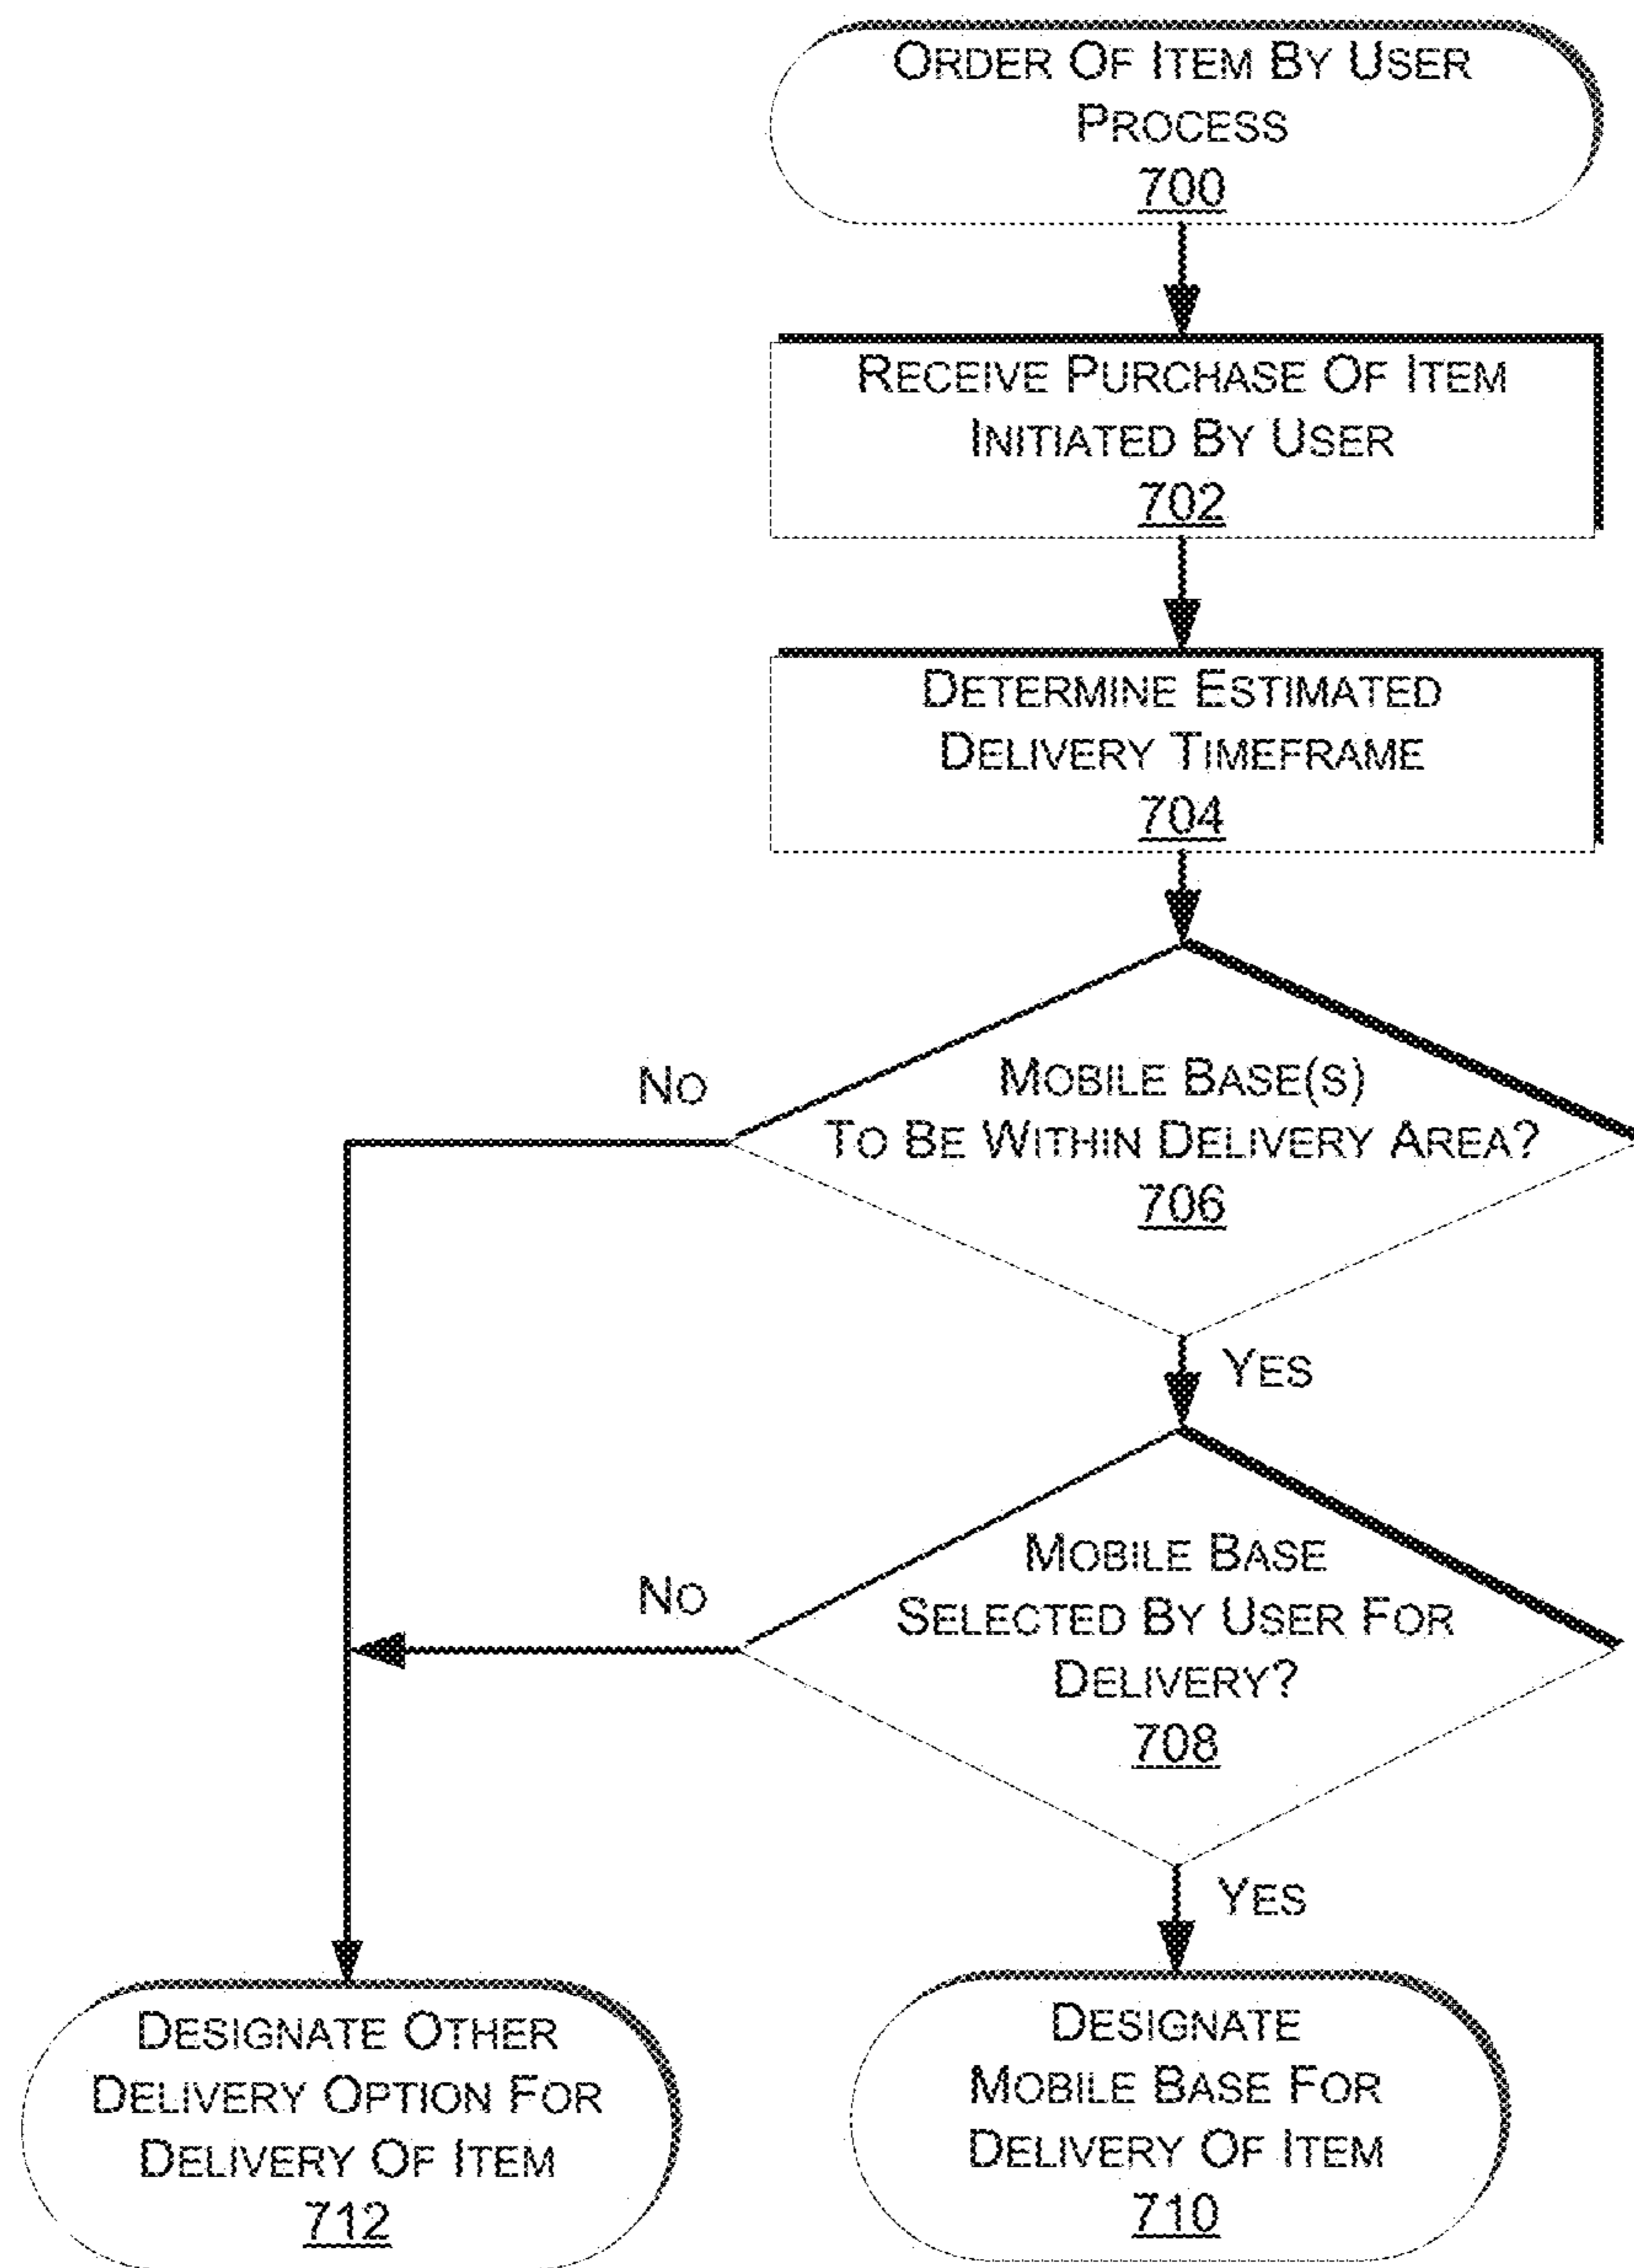 ORDER OF ITEM BY USER
PROCESS
700
RECEIVE PURCHASE OF ITEM
INITIATED BY USER
702
DETERMINE ESTIMATED
DELIVERY TIMEFRAME
704
MOBILE BASE(S)
TO BE WITHIN DELIVERY AREA?
706
NO
YES
MOBILE BASE
SELECTED BY USER FOR
DELIVERY?
708
NO
YES
DESIGNATE OTHER
DELIVERY OPTION FOR
DELIVERY OF ITEM
712
DESIGNATE
MOBILE BASE FOR
DELIVERY OF ITEM
710